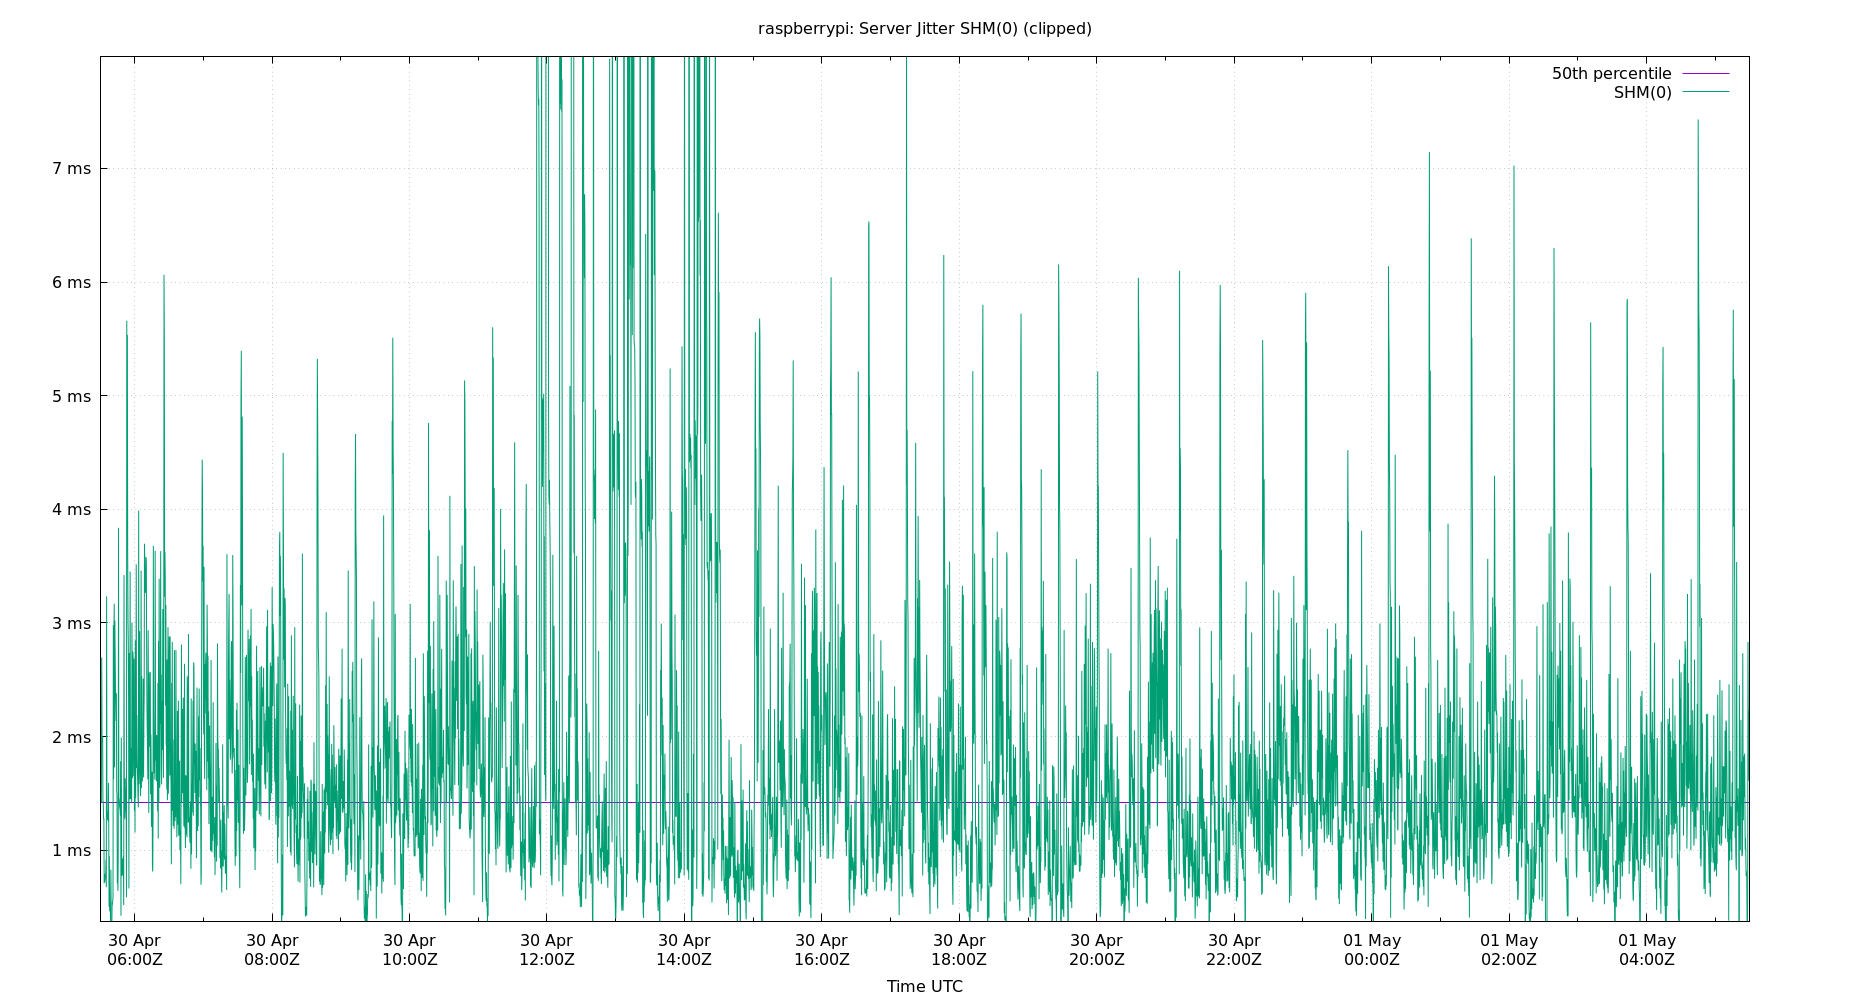 raspberrypi: Server Jitter SHM(0) (clipped)
50th percentile
SHM(0)
7 ms
6 ms
5 ms
4 ms
3 ms
2 ms
1 ms
30 Apr 30 Apr 30 Apr 30 Apr 30 Apr 30 Apr 30 Apr 30 Apr 30 Apr 01 May 01 May 01 May
06:00Z 08:00Z 10:00Z 12:00Z 14:00Z 16:00Z 18:00Z 20:00Z 22:00Z 00:00Z 02:00Z 04:00Z
Time UTC